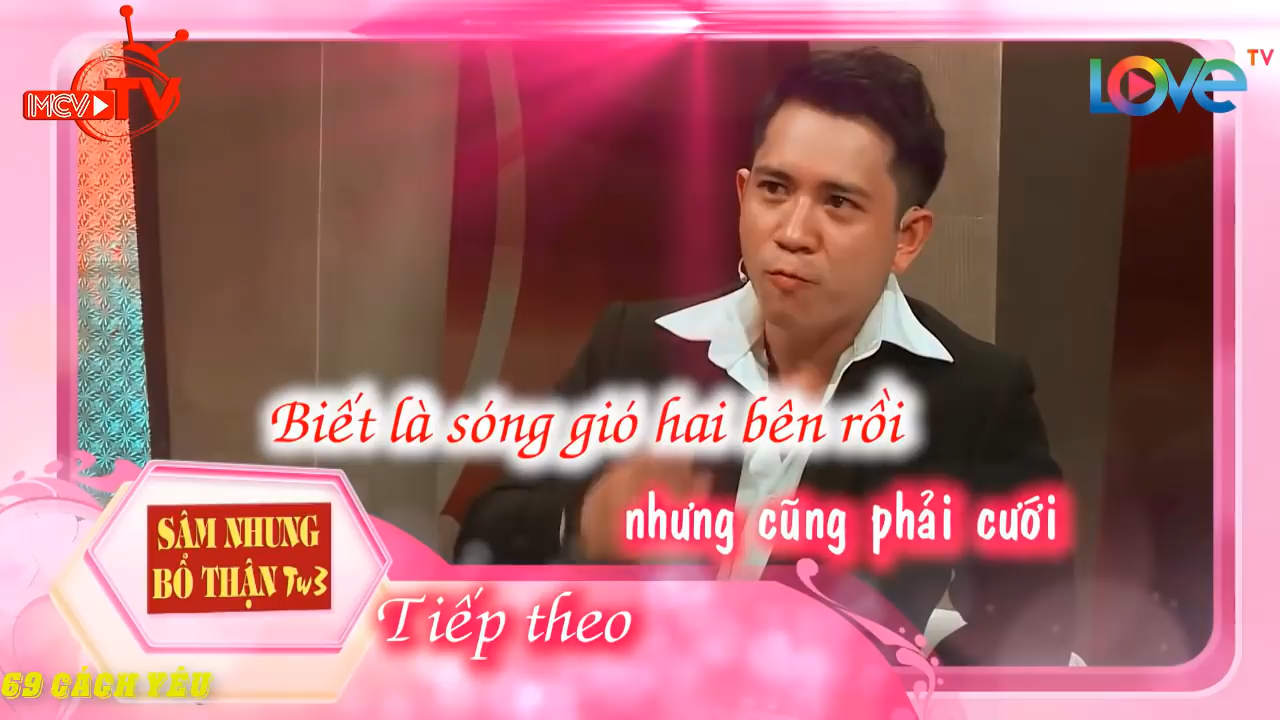 IMCV TV
LOVE TV
Biết là sóng gió hai bên rồi
nhưng cũng phải cưới
SÂM NHUNG
BỔ THẬN Tw3
Tiếp theo
69 CÁCH YÊU